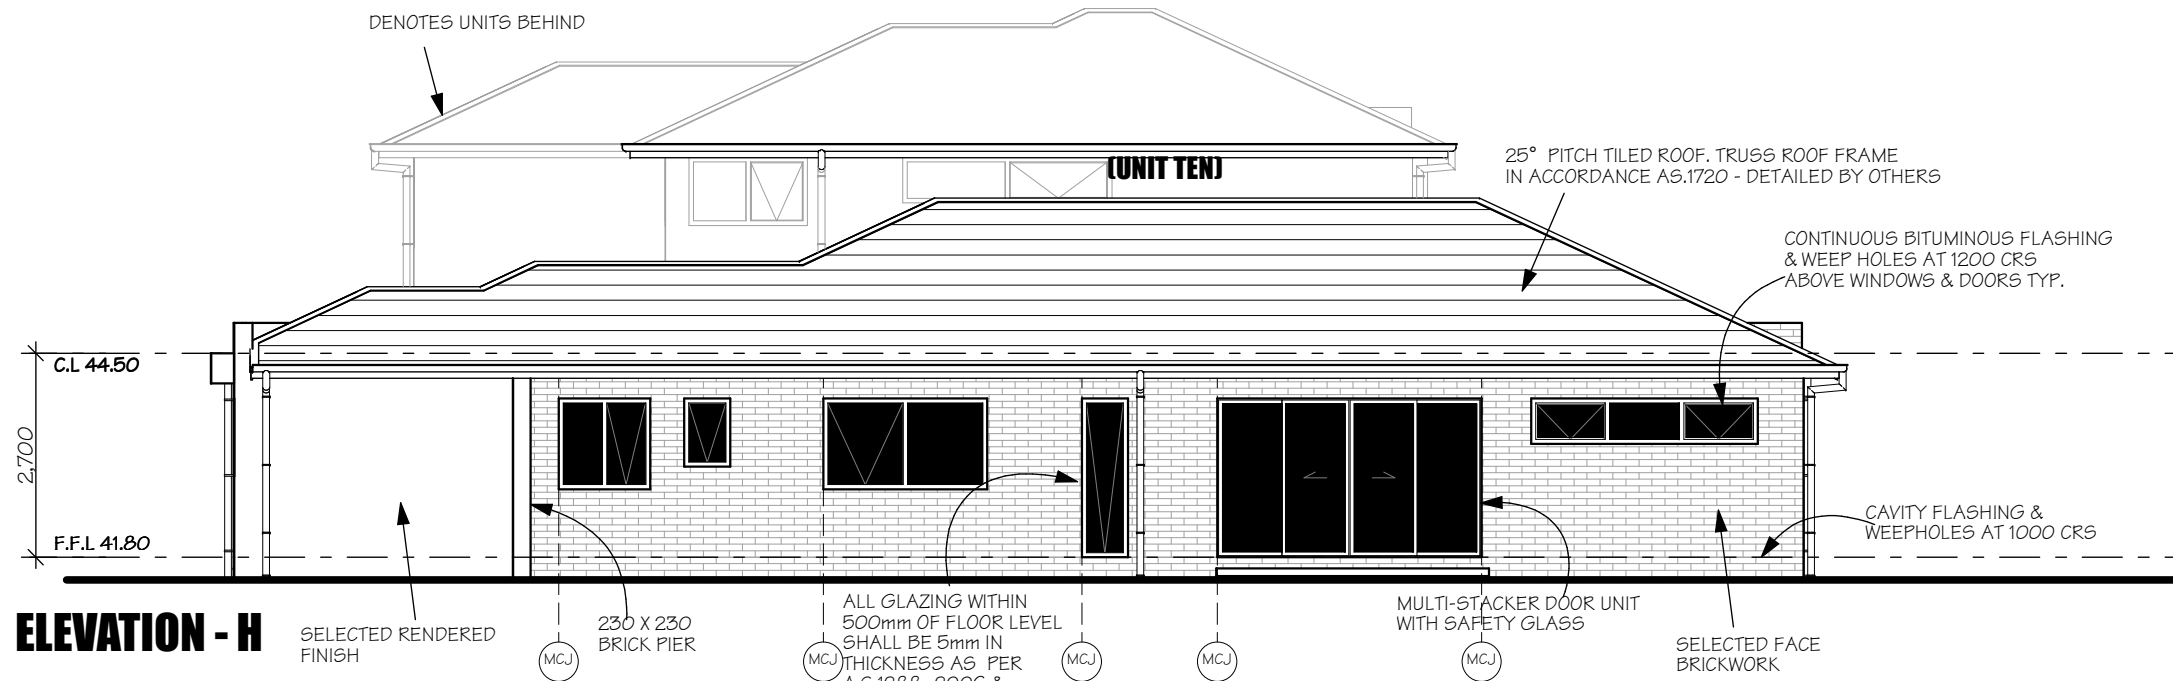 DENOTES UNITS BEHIND
(UNIT TEN)
25° PITCH TILED ROOF. TRUSS ROOF FRAME
IN ACCORDANCE AS.1720 - DETAILED BY OTHERS
CONTINUOUS BITUMINOUS FLASHING
& WEEP HOLES AT 1200 CRS
ABOVE WINDOWS & DOORS TYP.
C.L 44.50
2,700
F.F.L 41.80
CAVITY FLASHING &
WEEPHOLES AT 1000 CRS
ELEVATION - H
SELECTED RENDERED
FINISH
230 X 230
BRICK PIER
ALL GLAZING WITHIN
500mm OF FLOOR LEVEL
SHALL BE 5mm IN
THICKNESS AS PER
MULTI-STACKER DOOR UNIT
WITH SAFETY GLASS
SELECTED FACE
BRICKWORK
MCJ
MCJ
MCJ
MCJ
MCJ